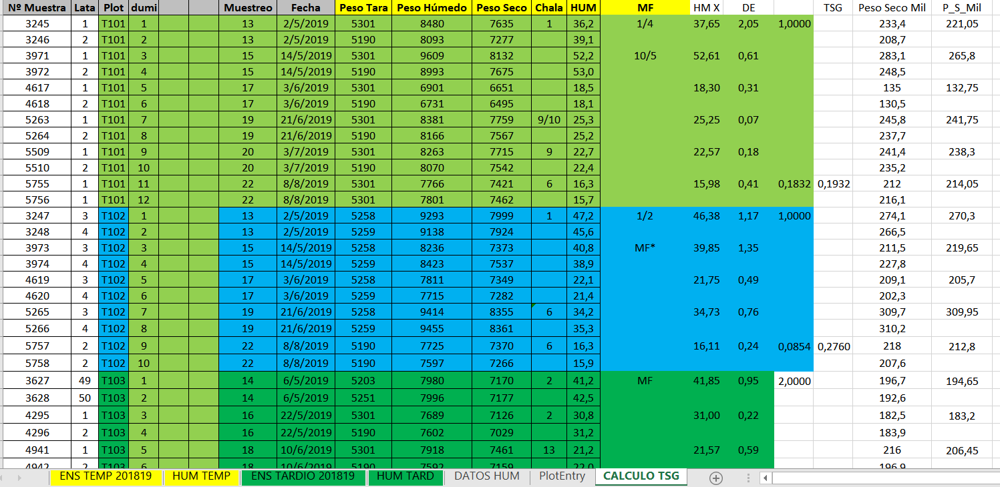 Nº Muestra Lata Plot dumi Muestreo Fecha Peso Tara Peso Húmedo Peso Seco Chala HUM MF HM X DE TSG Peso Seco Mil P_S_Mil
3245 1 T101 1 13 2/5/2019 5301 8480 7635 1 36,2 1/4 37,65 2,05 1,0000 233,4 221,05
3246 2 T101 2 13 2/5/2019 5190 8093 7277 39,1 208,7
3971 1 T101 3 15 14/5/2019 5301 9609 8132 52,2 10/5 52,61 0,61 283,1 265,8
3972 2 T101 4 15 14/5/2019 5190 8993 7675 53,0 248,5
4617 1 T101 5 17 3/6/2019 5301 6901 6651 18,5 18,30 0,31 135 132,75
4618 2 T101 6 17 3/6/2019 5190 6731 6495 18,1 130,5
5263 1 T101 7 19 21/6/2019 5301 8381 7759 9/10 25,3 25,25 0,07 245,8 241,75
5264 2 T101 8 19 21/6/2019 5190 8166 7567 25,2 237,7
5509 1 T101 9 20 3/7/2019 5301 8263 7715 9 22,7 22,57 0,18 241,4 238,3
5510 2 T101 10 20 3/7/2019 5190 8070 7542 22,4 235,2
5755 1 T101 11 22 8/8/2019 5301 7766 7421 6 16,3 15,98 0,41 0,1832 0,1932 212 214,05
5756 1 T101 12 22 8/8/2019 5301 7801 7462 15,7 216,1
3247 3 T102 1 13 2/5/2019 5258 9293 7999 1 47,2 1/2 46,38 1,17 1,0000 274,1 270,3
3248 4 T102 2 13 2/5/2019 5259 9138 7924 45,6 266,5
3973 3 T102 3 15 14/5/2019 5258 8236 7373 40,8 MF* 39,85 1,35 211,5 219,65
3974 4 T102 4 15 14/5/2019 5259 8423 7537 38,9 227,8
4619 3 T102 5 17 3/6/2019 5258 7811 7349 22,1 21,75 0,49 209,1 205,7
4620 4 T102 6 17 3/6/2019 5259 7715 7282 21,4 202,3
5265 3 T102 7 19 21/6/2019 5258 9414 8355 6 34,2 34,73 0,76 309,7 309,95
5266 4 T102 8 19 21/6/2019 5259 9455 8361 35,3 310,2
5757 2 T102 9 22 8/8/2019 5190 7725 7370 6 16,3 16,11 0,24 0,0854 0,2760 218 212,8
5758 2 T102 10 22 8/8/2019 5190 7597 7266 15,9 207,6
3627 49 T103 1 14 6/5/2019 5203 7980 7170 2 41,2 MF 41,85 0,95 2,0000 196,7 194,65
3628 50 T103 2 14 6/5/2019 5251 7996 7177 42,5 192,6
4295 1 T103 3 16 22/5/2019 5301 7689 7126 2 30,8 31,00 0,22 182,5 183,2
4296 2 T103 4 16 22/5/2019 5190 7602 7029 31,2 183,9
4941 1 T103 5 18 10/6/2019 5301 7918 7461 13 21,2 21,57 0,59 216 206,45
4942 2 T103 6 18 10/6/2019 5190 7592 7159 22,0 196,9
ENS TEMP 201819 HUM TEMP ENS TARDIO 201819 HUM TARD DATOS HUM PlotEntry CALCULO TSG